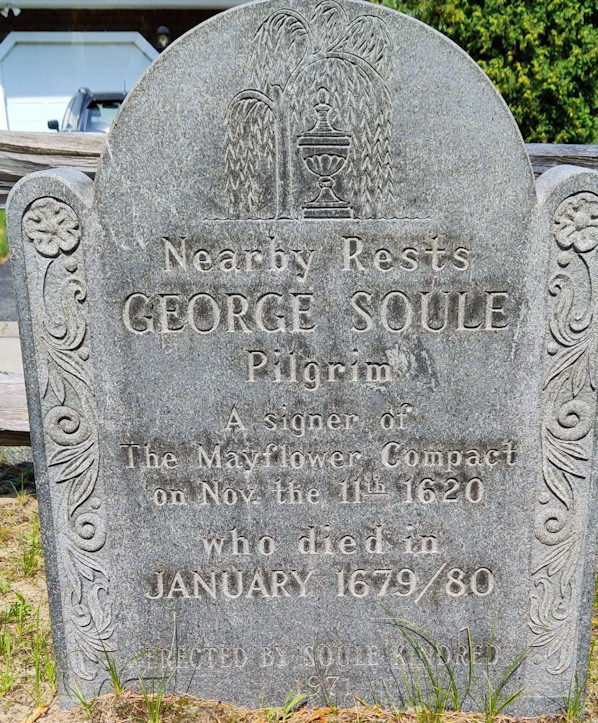 Nearby Rests
GEORGE SOULE
Pilgrim
A signer of
The Mayflower Compact
on Nov. the 11th 1620
who died in
JANUARY 1679/80
ERECTED BY SOULE KINDRED
1971